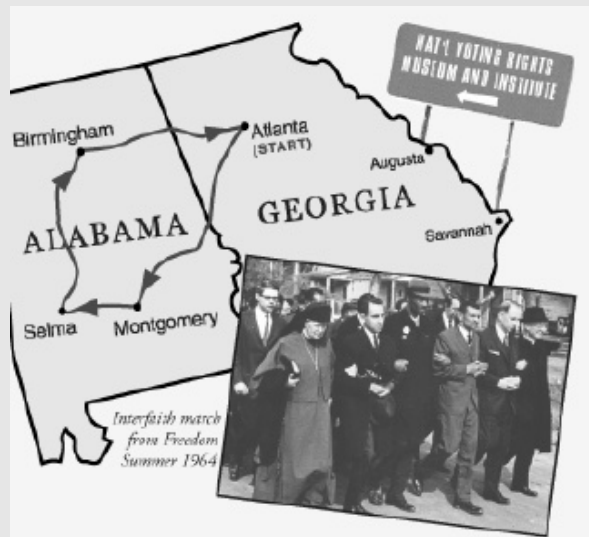 NAT'L VOTING RIGHTS
MUSEUM AND INSTITUTE
Birmingham
Atlanta
(START)
Augusta
ALABAMA
GEORGIA
Savannah
Selma
Montgomery
Interfaith march
from Freedom
Summer 1964